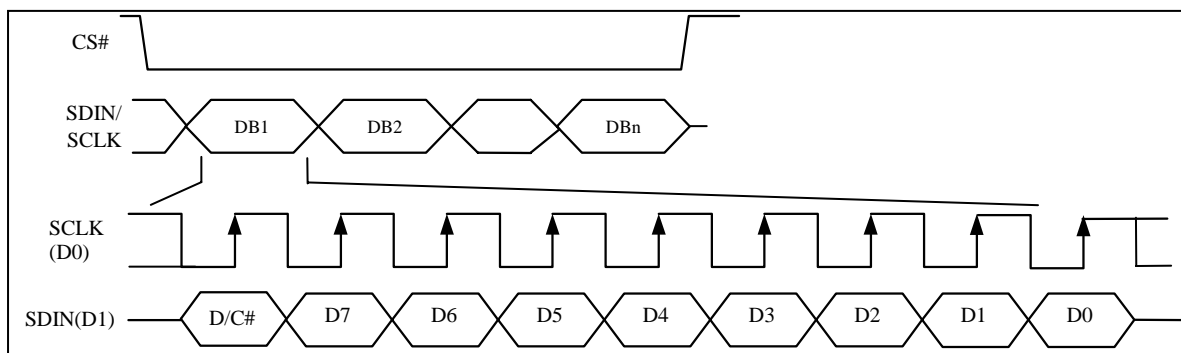 CS#
SDIN/
SCLK
DB1 DB2 DBn
SCLK
(D0)
SDIN(D1) D/C# D7 D6 D5 D4 D3 D2 D1 D0